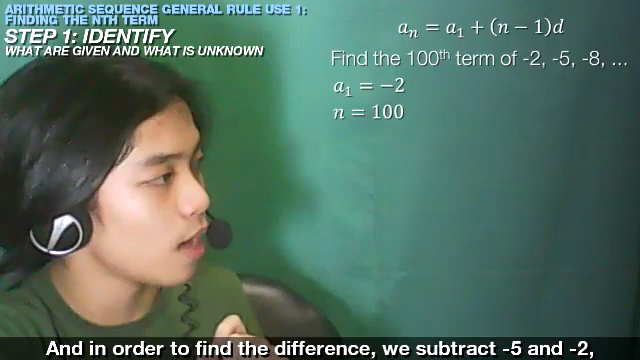 ARITHMETIC SEQUENCE GENERAL RULE USE 1:
FINDING THE NTH TERM
STEP 1: IDENTIFY
WHAT ARE GIVEN AND WHAT IS UNKNOWN
aₙ = a₁ + (n − 1)d
Find the 100ᵗʰ term of -2, -5, -8, ...
a₁ = −2
n = 100
And in order to find the difference, we subtract -5 and -2,